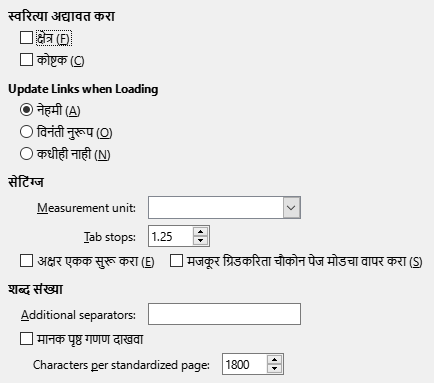 स्वरित्या अद्यावत करा
क्षेत्र (F)
कोष्टक (C)
Update Links when Loading
नेहमी (A)
विनंती नुरूप (O)
कधीही नाही (N)
सेटिंग्ज
Measurement unit:
Tab stops: 1.25
अक्षर एकक सुरू करा (E) मजकूर ग्रिडकरिता चौकोन पेज मोडचा वापर करा (S)
शब्द संख्या
Additional separators:
मानक पृष्ठ गणण दाखवा
Characters per standardized page: 1800